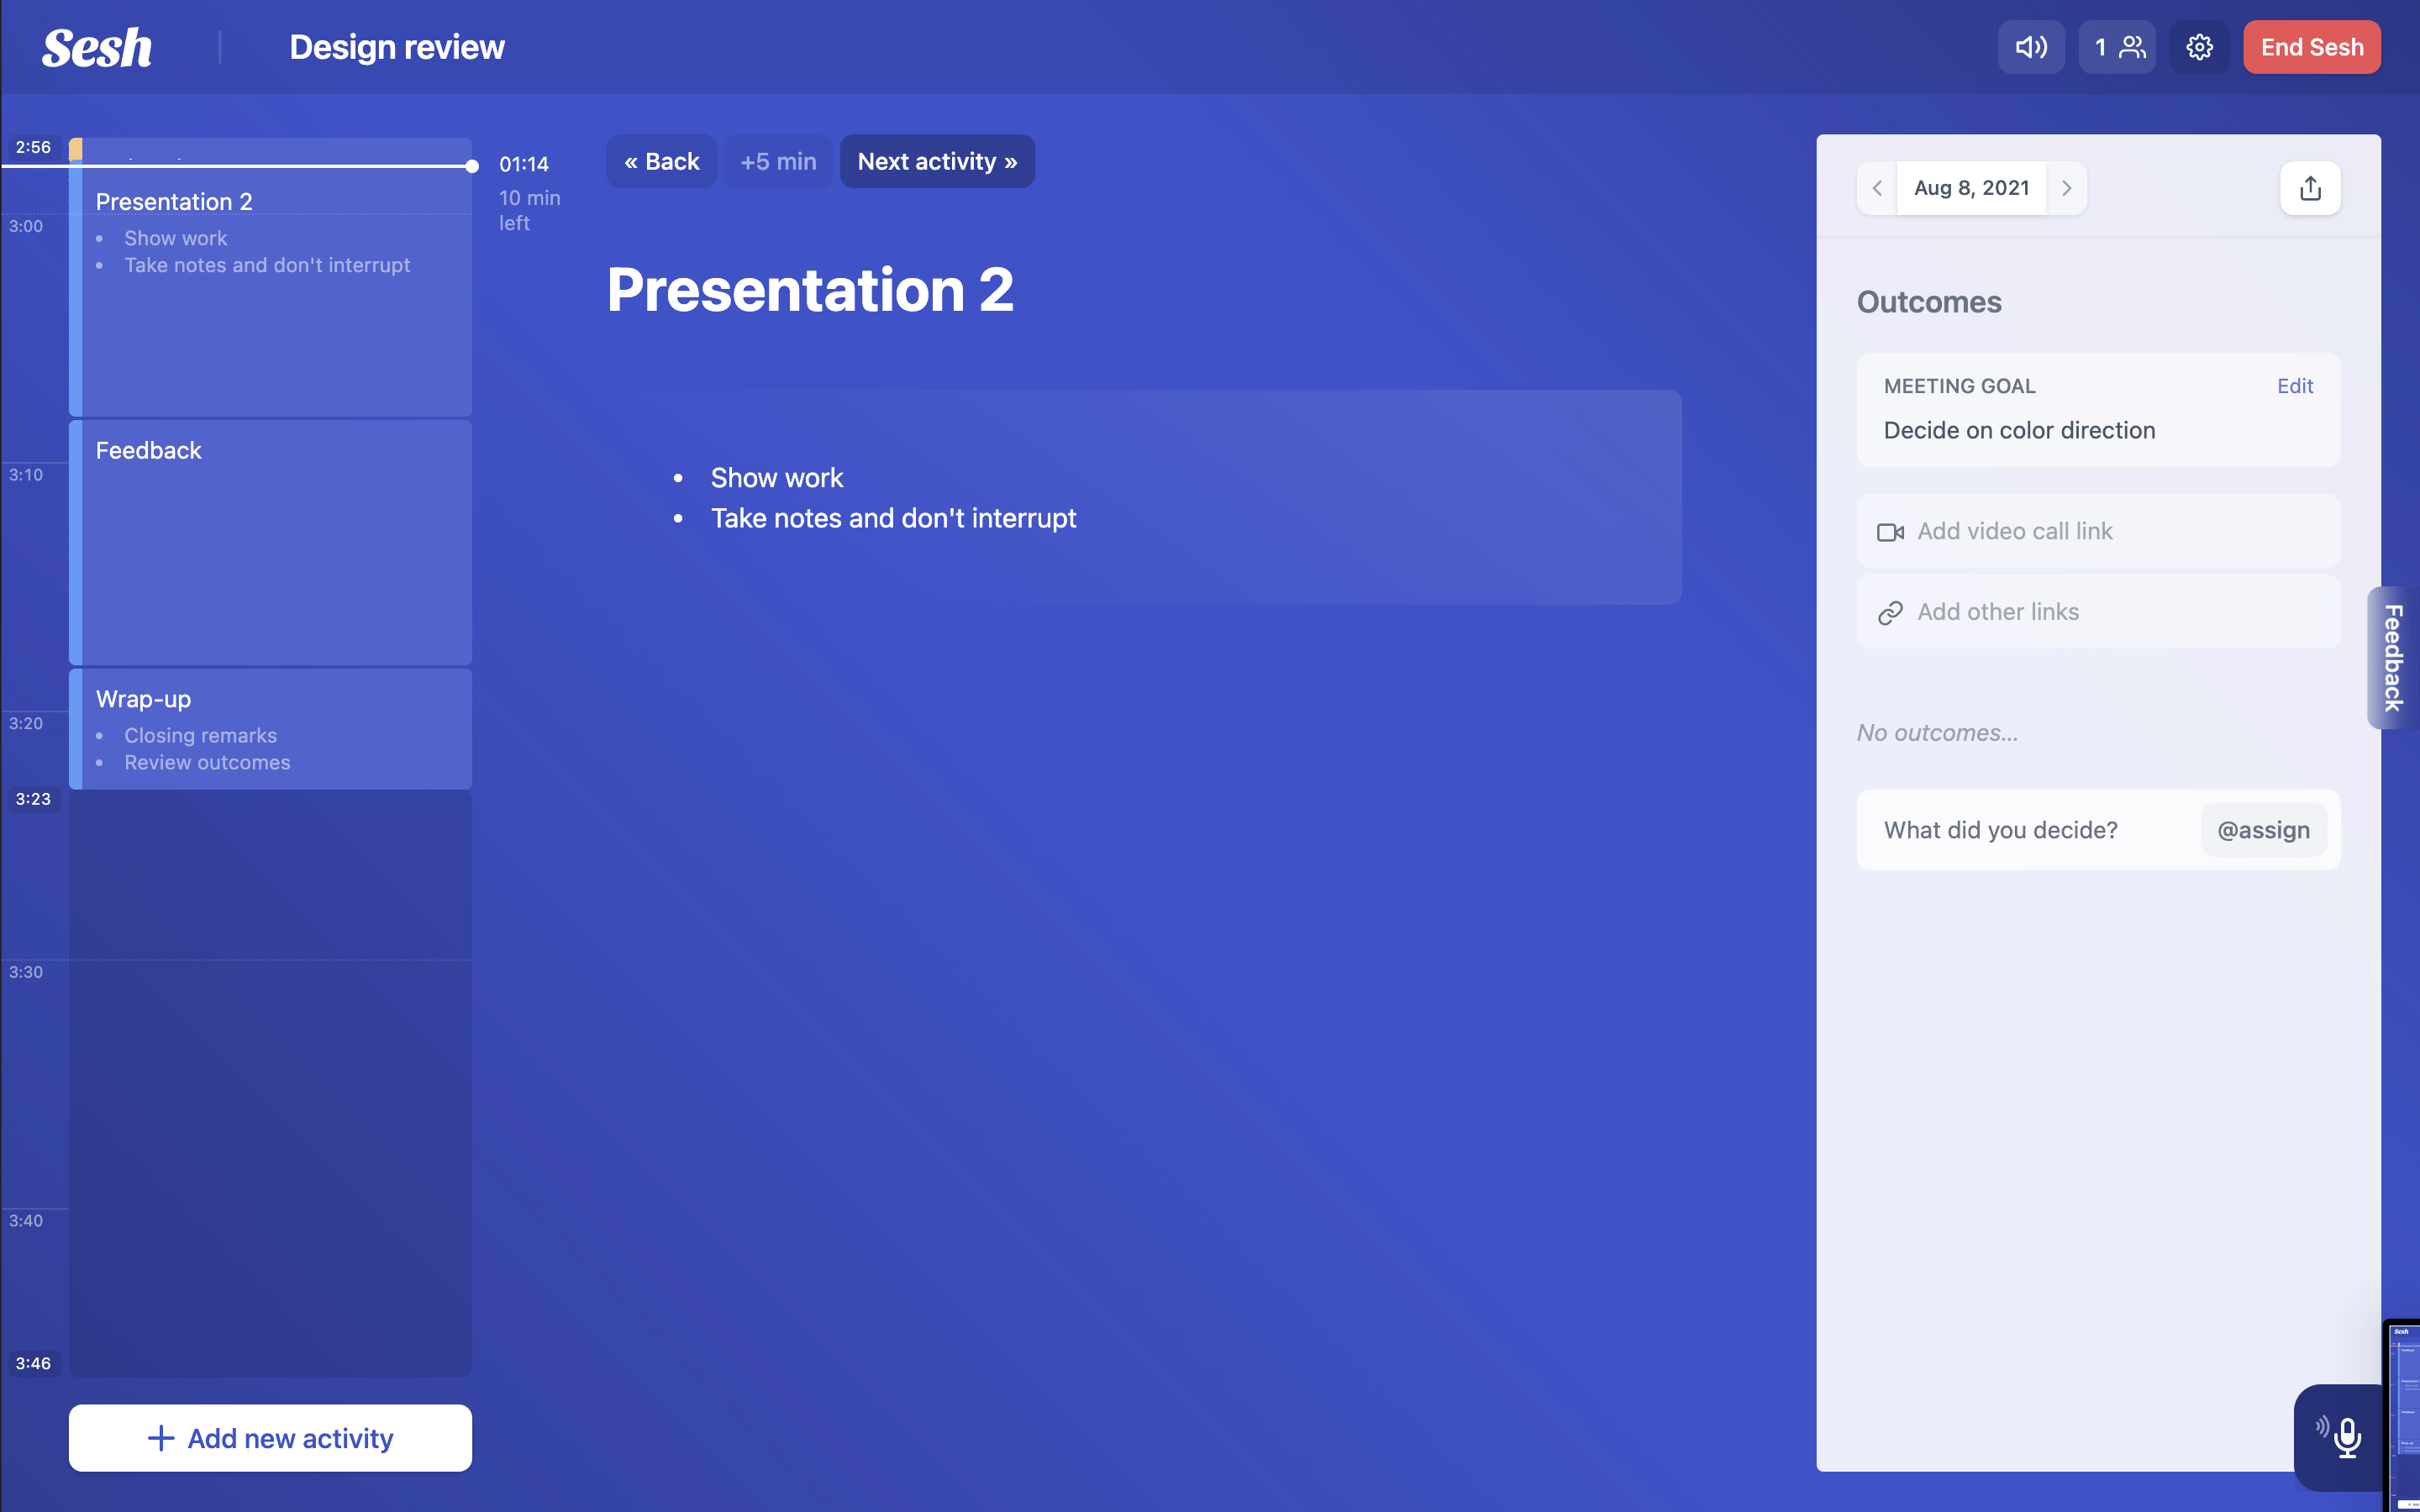 Sesh
Design review
1
End Sesh
2:56
Presentation 2
3:00
Show work
Take notes and don't interrupt
Feedback
3:10
Wrap-up
3:20
Closing remarks
Review outcomes
3:23
3:30
3:40
3:46
+ Add new activity
01:14
10 min
left
« Back
+5 min
Next activity »
Presentation 2
• Show work
• Take notes and don't interrupt
< Aug 8, 2021 >
Outcomes
MEETING GOAL
Edit
Decide on color direction
Add video call link
Add other links
No outcomes...
What did you decide?
@assign
Feedback
Sesh